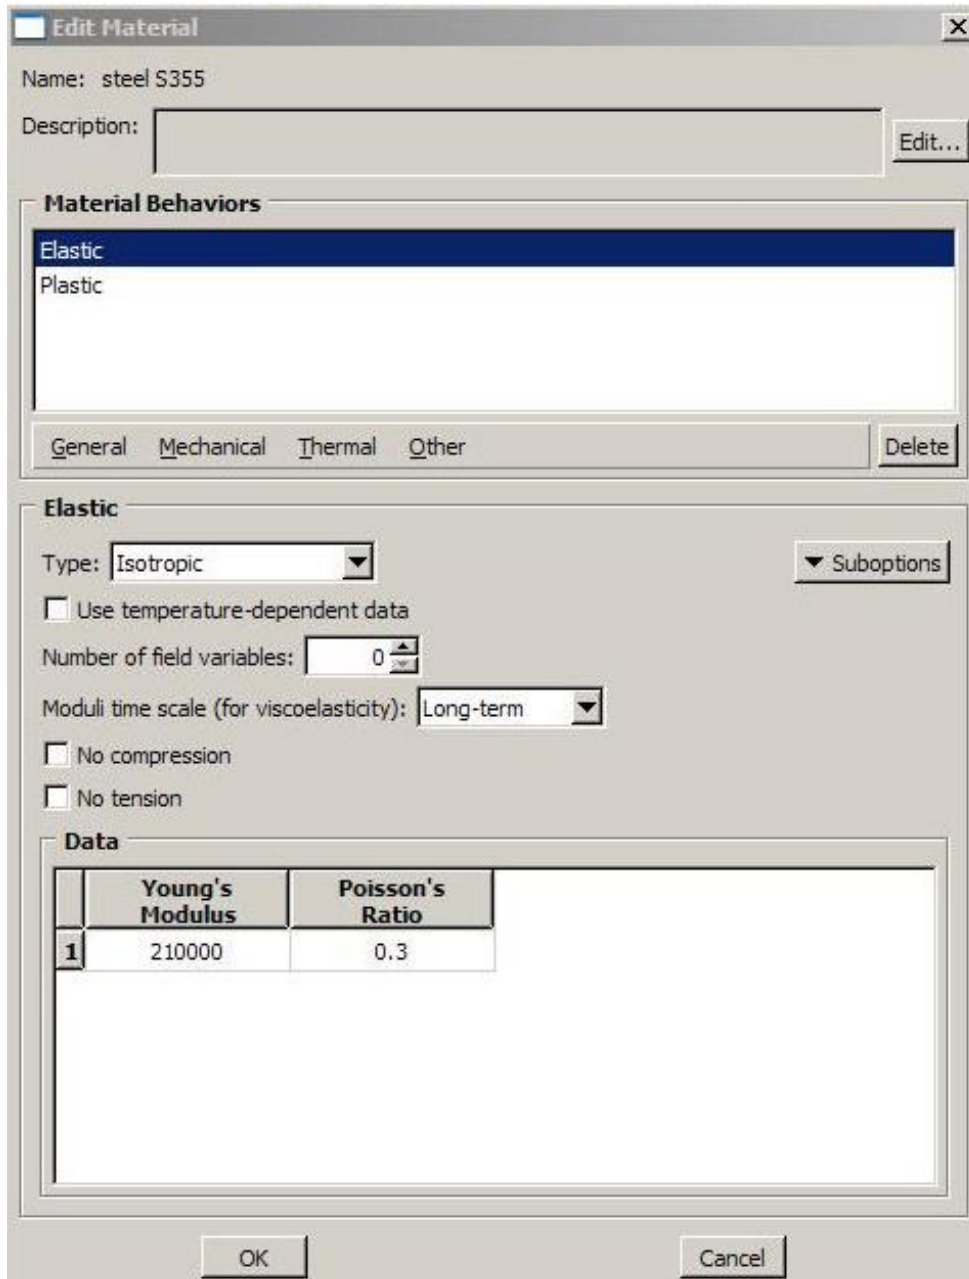 Edit Material
Name: steel S355
Description:
Edit...
Material Behaviors
Elastic
Plastic
General Mechanical Thermal Other Delete
Elastic
Type: Isotropic Suboptions
Use temperature-dependent data
Number of field variables: 0
Moduli time scale (for viscoelasticity): Long-term
No compression
No tension
Data
Young's Poisson's
Modulus Ratio
1 210000 0.3
OK Cancel